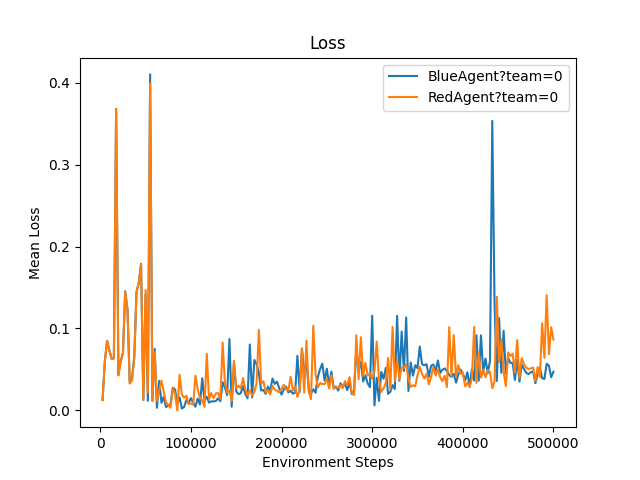 Loss
BlueAgent?team=0
RedAgent?team=0
Mean Loss
0.4
0.3
0.2
0.1
0.0
0
100000
200000
300000
400000
500000
Environment Steps